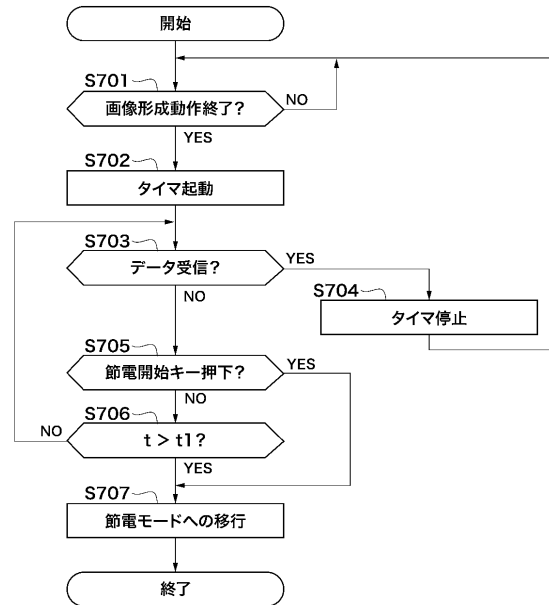 開始
S701
画像形成動作終了?
NO
YES
S702
タイマ起動
S703
データ受信?
YES
NO
S704
タイマ停止
S705
節電開始キー押下?
YES
NO
S706
t > t1?
NO
YES
S707
節電モードへの移行
終了